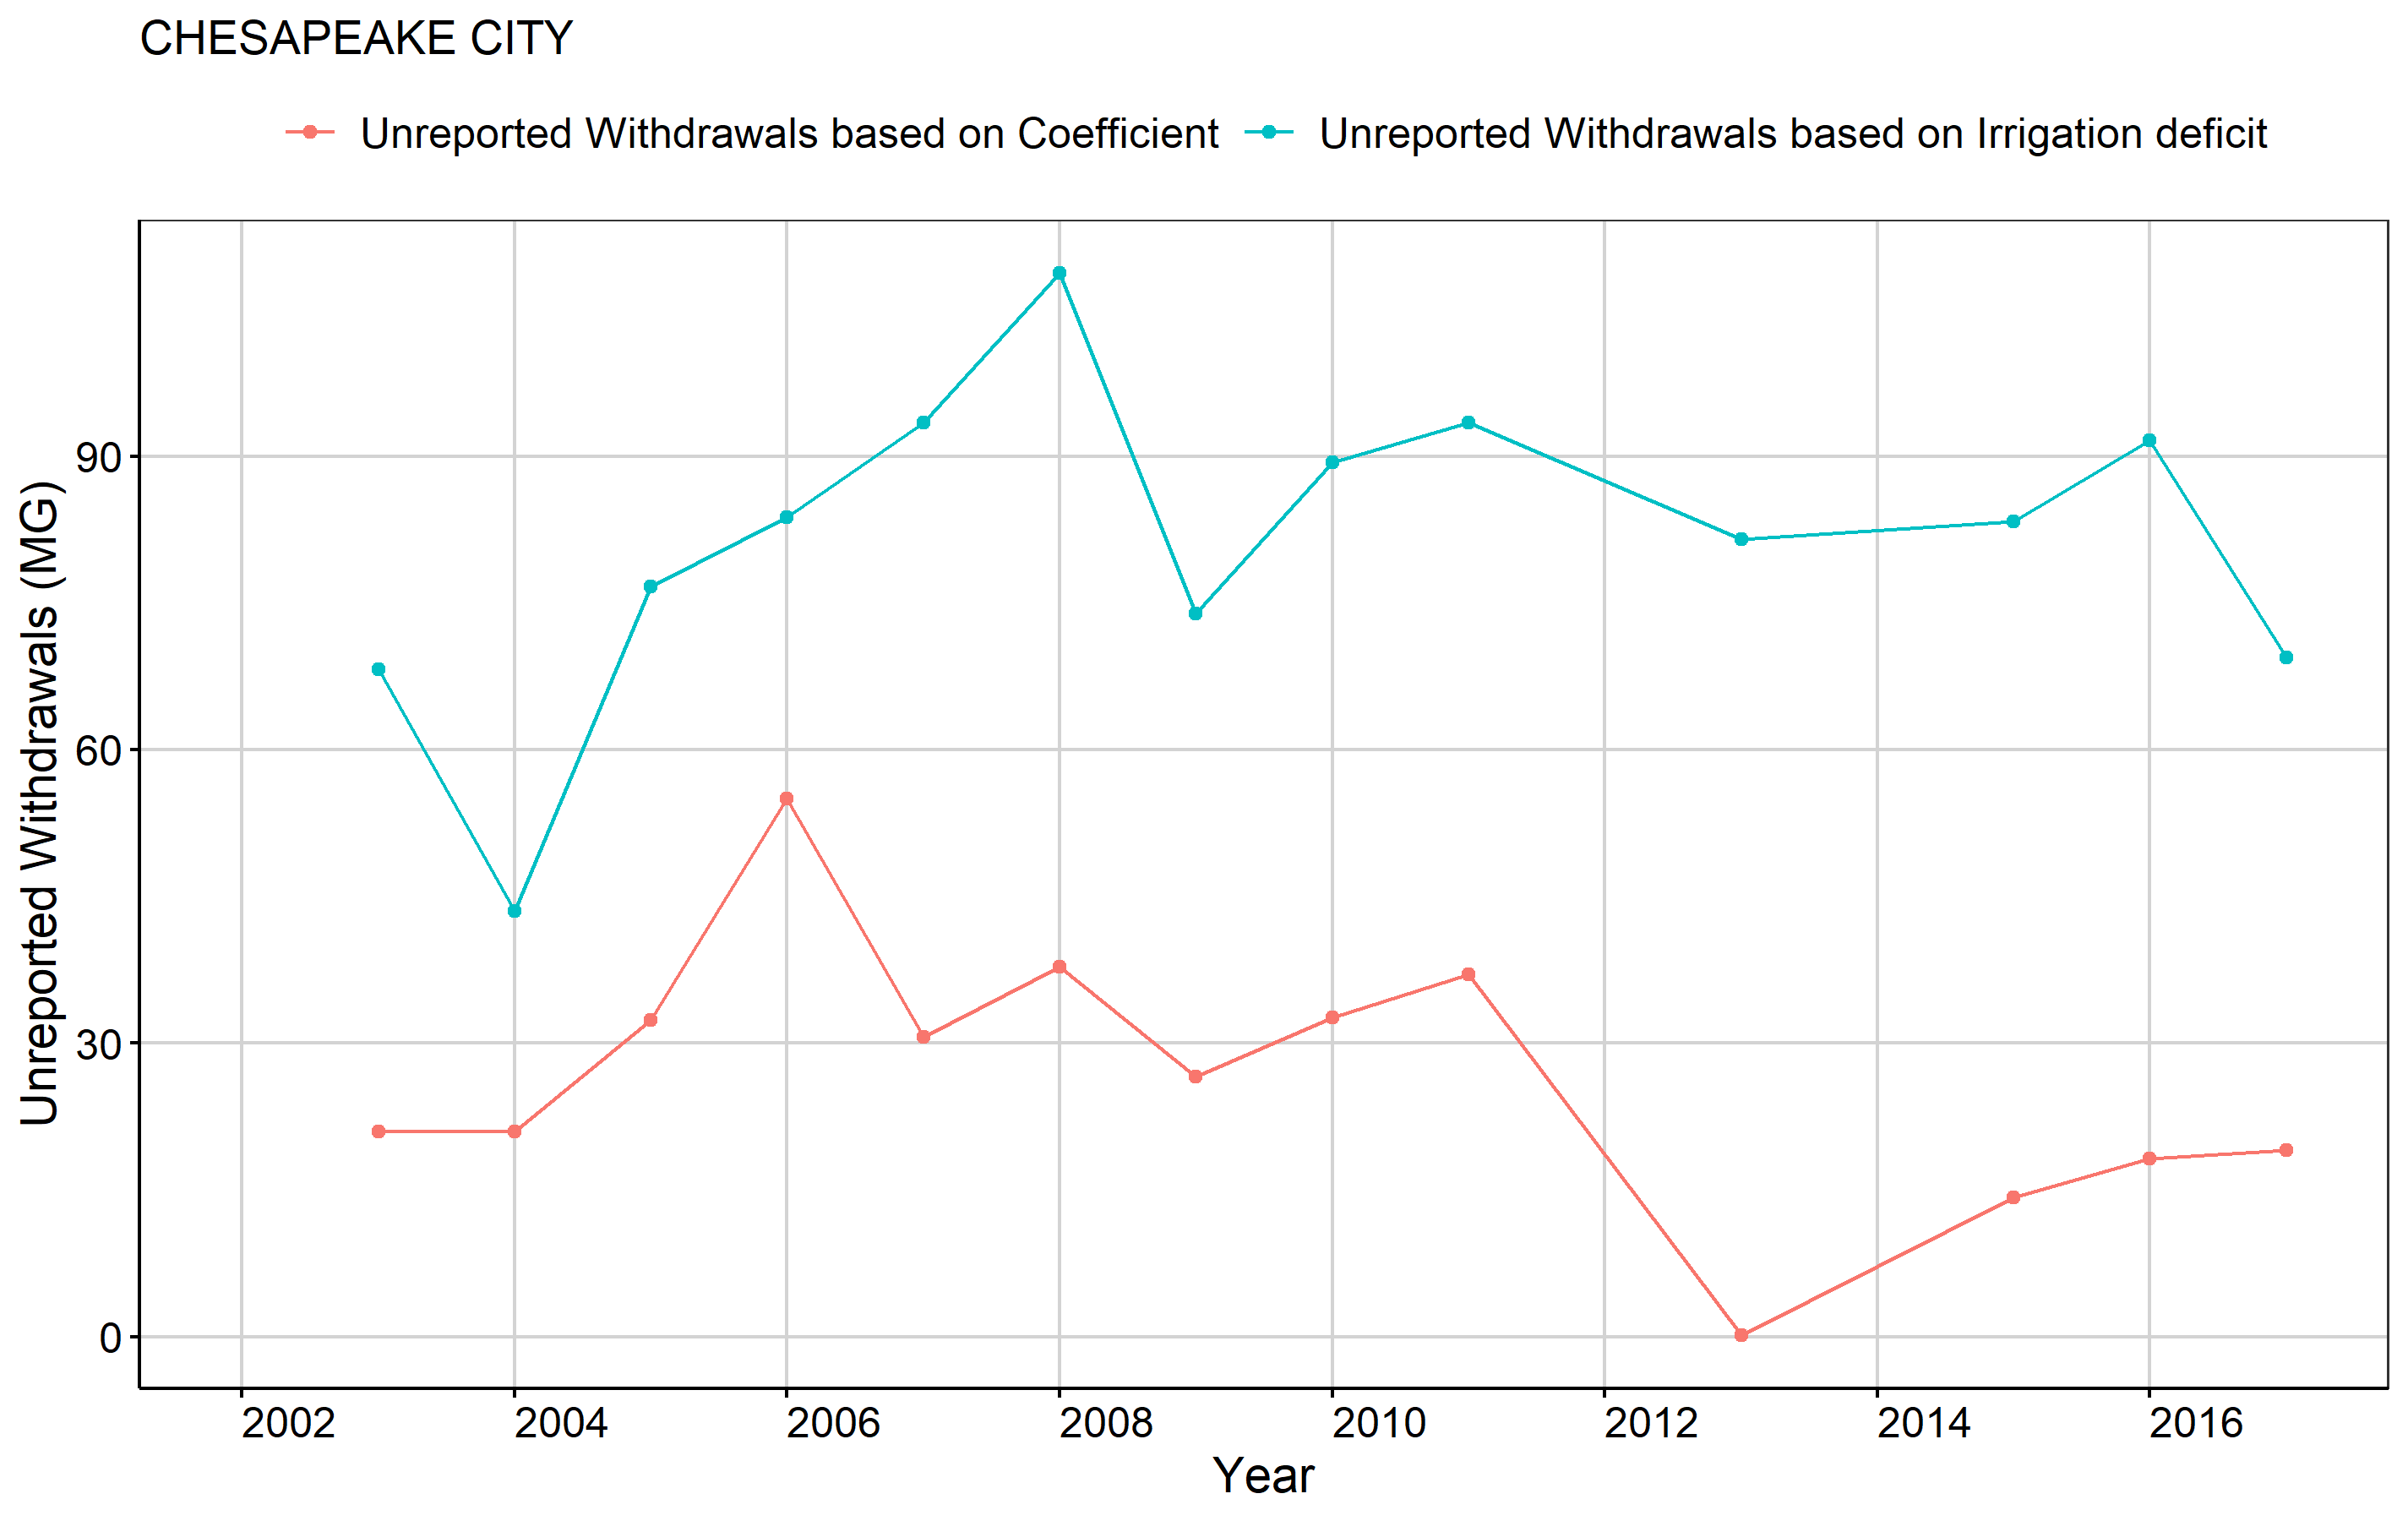 CHESAPEAKE CITY
Unreported Withdrawals based on Coefficient Unreported Withdrawals based on Irrigation deficit
Unreported Withdrawals (MG)
90
60
30
0
2002 2004 2006 2008 2010 2012 2014 2016
Year